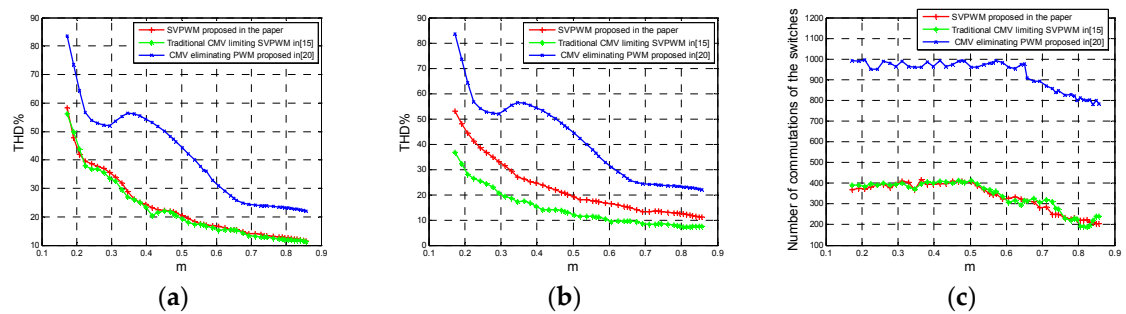 90
80
70
60
50
40
30
20
10
THD%
0.1 0.2 0.3 0.4 0.5 0.6 0.7 0.8 0.9
m
SVPWM proposed in the paper
Traditional CMV limiting SVPWM in[15]
CMV eliminating PWM proposed in[20]
(a)
90
80
70
60
50
40
30
20
10
0
THD%
0.1 0.2 0.3 0.4 0.5 0.6 0.7 0.8 0.9
m
SVPWM proposed in the paper
Traditional CMV limiting SVPWM in[15]
CMV eliminating PWM proposed in[20]
(b)
1200
1100
1000
900
800
700
600
500
400
300
200
100
Number of commutations of the switches
0.1 0.2 0.3 0.4 0.5 0.6 0.7 0.8 0.9
m
SVPWM proposed in the paper
Traditional CMV limiting SVPWM in[15]
CMV eliminating PWM proposed in[20]
(c)